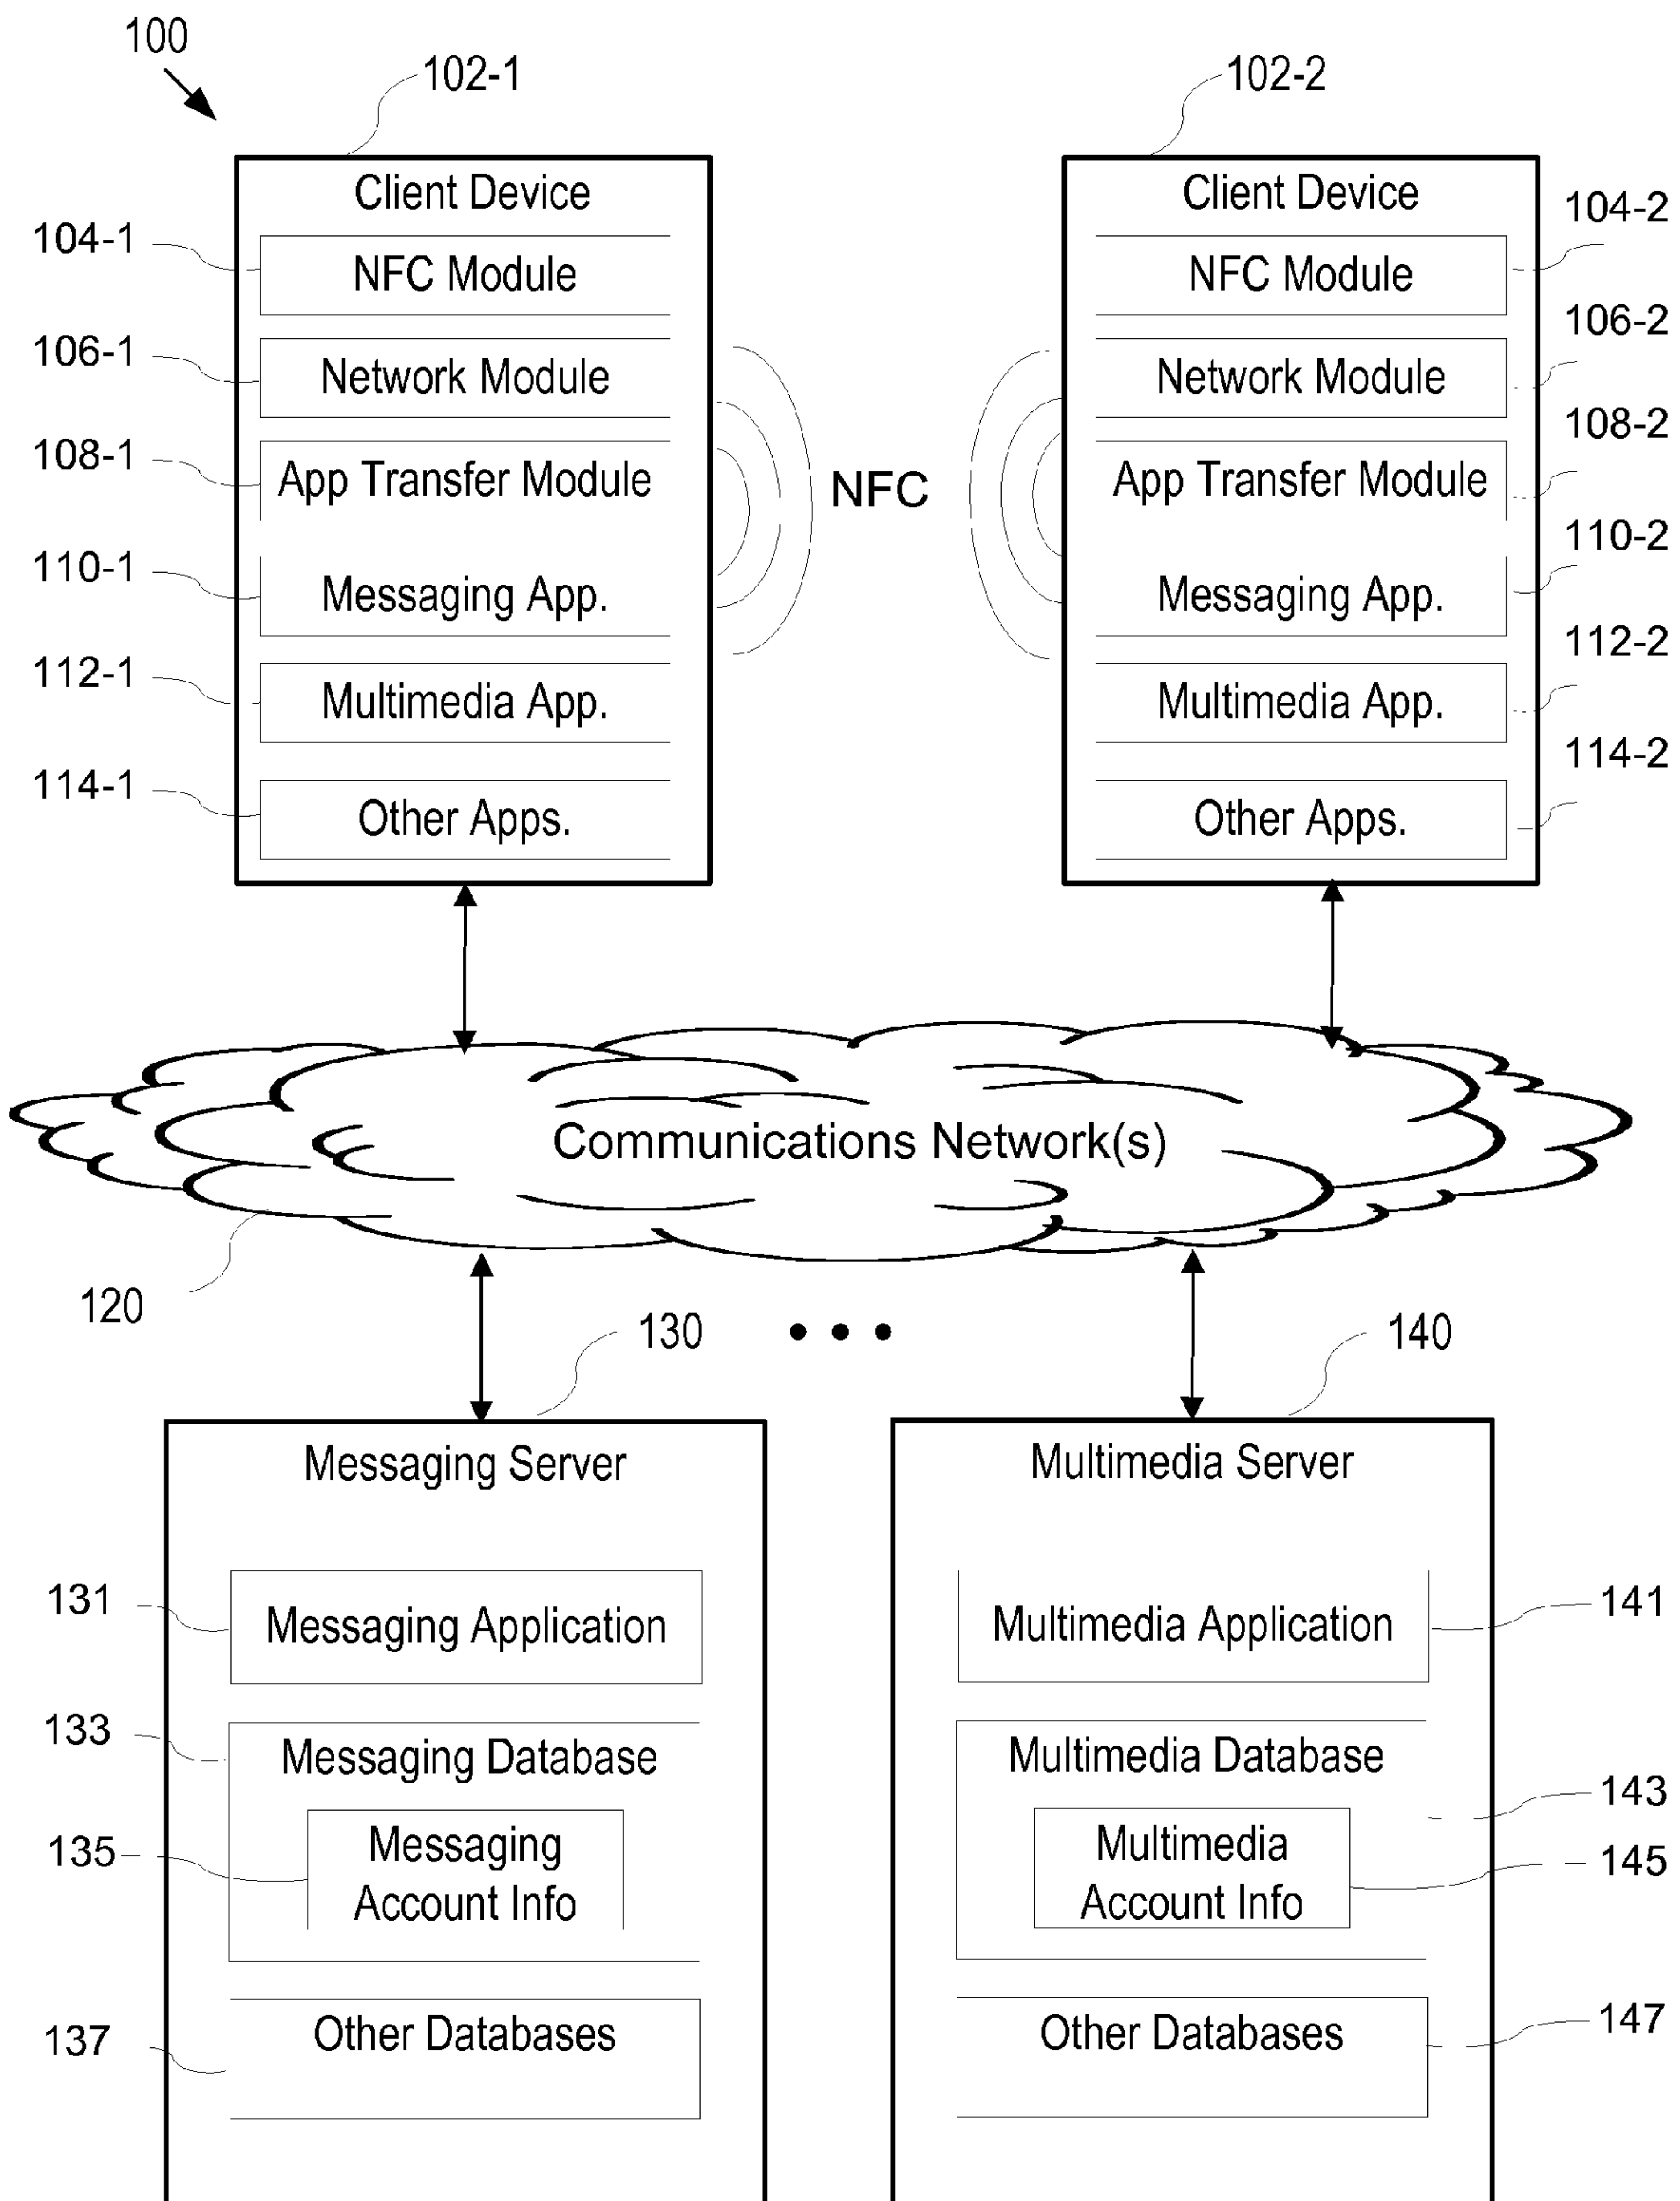 100
102-1
102-2
Client Device
104-1
NFC Module
106-1
Network Module
108-1
App Transfer Module
110-1
Messaging App.
112-1
Multimedia App.
114-1
Other Apps.
NFC
Client Device
104-2
NFC Module
106-2
Network Module
108-2
App Transfer Module
110-2
Messaging App.
112-2
Multimedia App.
114-2
Other Apps.
Communications Network(s)
120
130
140
Messaging Server
131
Messaging Application
133
Messaging Database
135
Messaging
Account Info
137
Other Databases
Multimedia Server
141
Multimedia Application
Multimedia Database
143
Multimedia
Account Info
145
Other Databases
147